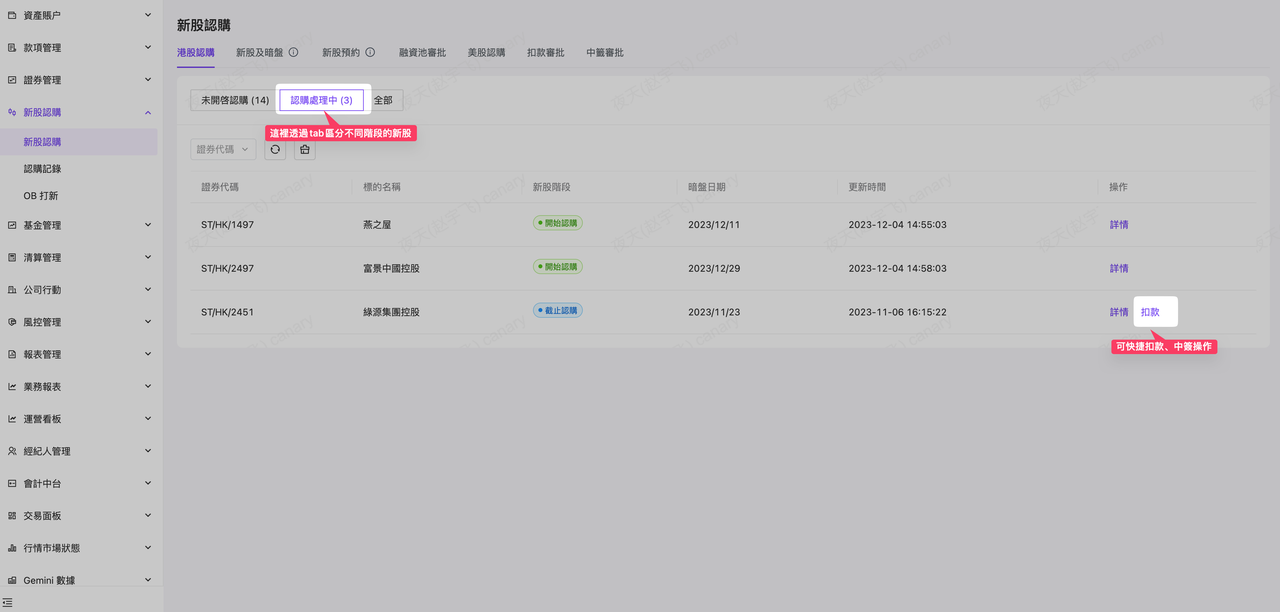 資產賬户
款項管理
證券管理
新股認購
新股認購
認購記錄
OB 打新
基金管理
清算管理
公司行動
風控管理
報表管理
業務報表
運營看板
經紀人管理
會計中台
交易面板
行情市場狀態
Gemini 數據
新股認購
港股認購 新股及暗盤 新股預約 融資池審批 美股認購 扣款審批 中籤審批
未開啓認購 (14) 認購處理中 (3) 全部
這裡透過tab區分不同階段的新股
證券代碼
證券代碼 標的名稱 新股階段 暗盤日期 更新時間 操作
ST/HK/1497 燕之屋 開始認購 2023/12/11 2023-12-04 14:55:03 詳情
ST/HK/2497 富景中國控股 開始認購 2023/12/29 2023-12-04 14:58:03 詳情
ST/HK/2451 綠源集團控股 截止認購 2023/11/23 2023-11-06 16:15:22 詳情 扣款
可快捷扣款、中簽操作